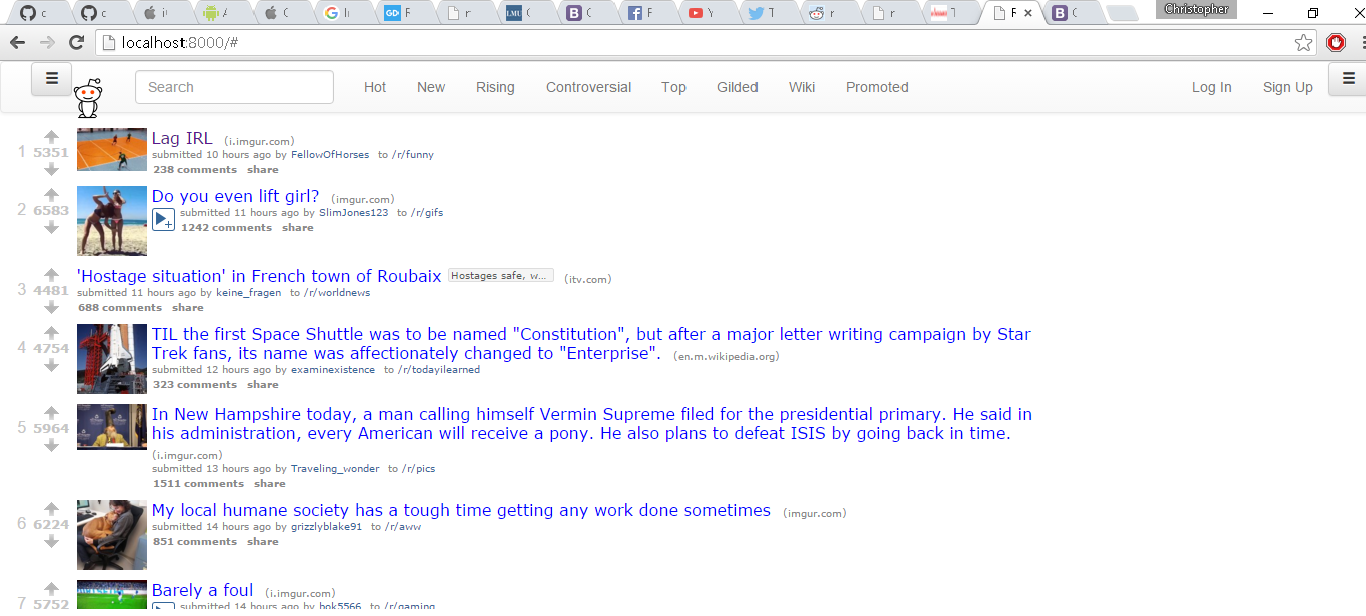 Christopher
localhost:8000/#
Search Hot New Rising Controversial Top Gilded Wiki Promoted Log In Sign Up
1 5351 Lag IRL (i.imgur.com)
submitted 10 hours ago by FellowOfHorses to /r/funny
238 comments share
2 6583 Do you even lift girl? (imgur.com)
submitted 11 hours ago by SlimJones123 to /r/gifs
1242 comments share
3 4481 'Hostage situation' in French town of Roubaix Hostages safe, w... (itv.com)
submitted 11 hours ago by keine_fragen to /r/worldnews
688 comments share
4 4754 TIL the first Space Shuttle was to be named "Constitution", but after a major letter writing campaign by Star
Trek fans, its name was affectionately changed to "Enterprise". (en.m.wikipedia.org)
submitted 12 hours ago by examinexistence to /r/todayilearned
323 comments share
5 5964 In New Hampshire today, a man calling himself Vermin Supreme filed for the presidential primary. He said in
his administration, every American will receive a pony. He also plans to defeat ISIS by going back in time.
(i.imgur.com)
submitted 13 hours ago by Traveling_wonder to /r/pics
1511 comments share
6 6224 My local humane society has a tough time getting any work done sometimes (imgur.com)
submitted 14 hours ago by grizzlyblake91 to /r/aww
851 comments share
7 5752 Barely a foul (i.imgur.com)
submitted 14 hours ago by bok5566 to /r/gaming